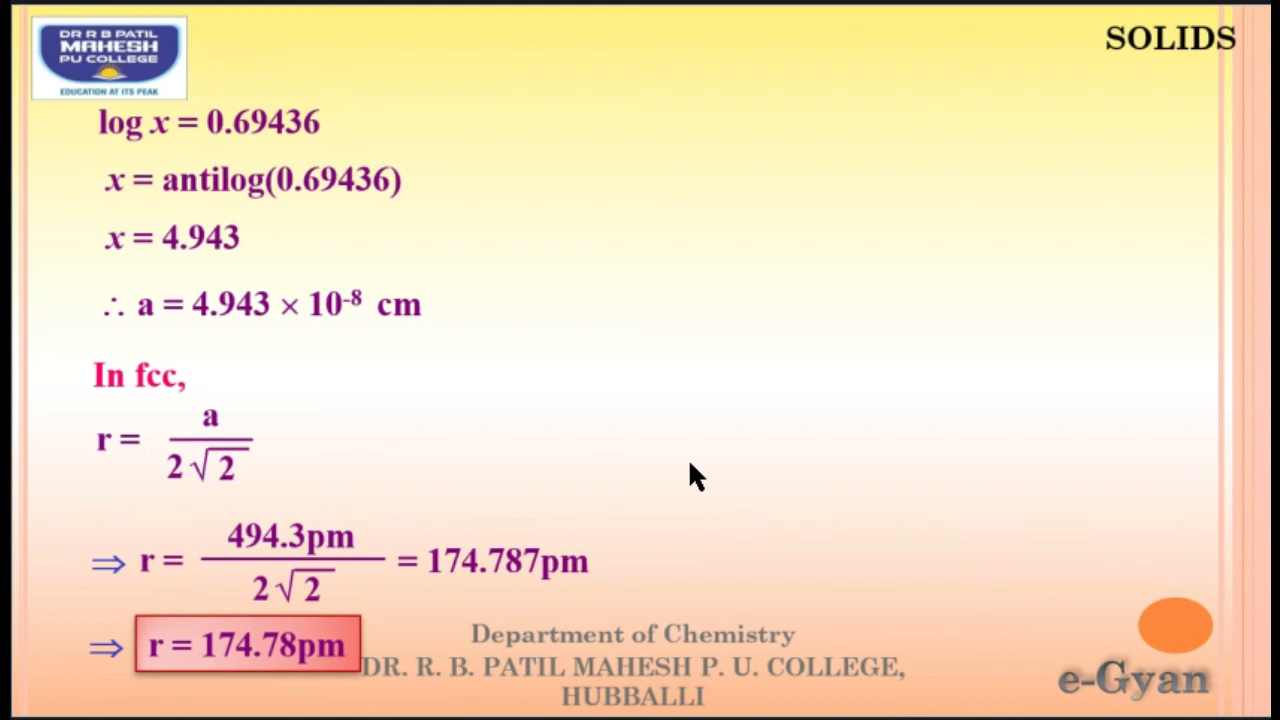 DR R B PATIL
MAHESH
PU COLLEGE
EDUCATION AT ITS PEAK
SOLIDS
log x = 0.69436
x = antilog(0.69436)
x = 4.943
∴ a = 4.943 × 10⁻⁸ cm
In fcc,
r = a / 2√2
⇒ r = 494.3pm / 2√2 = 174.787pm
⇒ r = 174.78pm
Department of Chemistry
DR. R. B. PATIL MAHESH P. U. COLLEGE,
HUBBALLI
e-Gyan